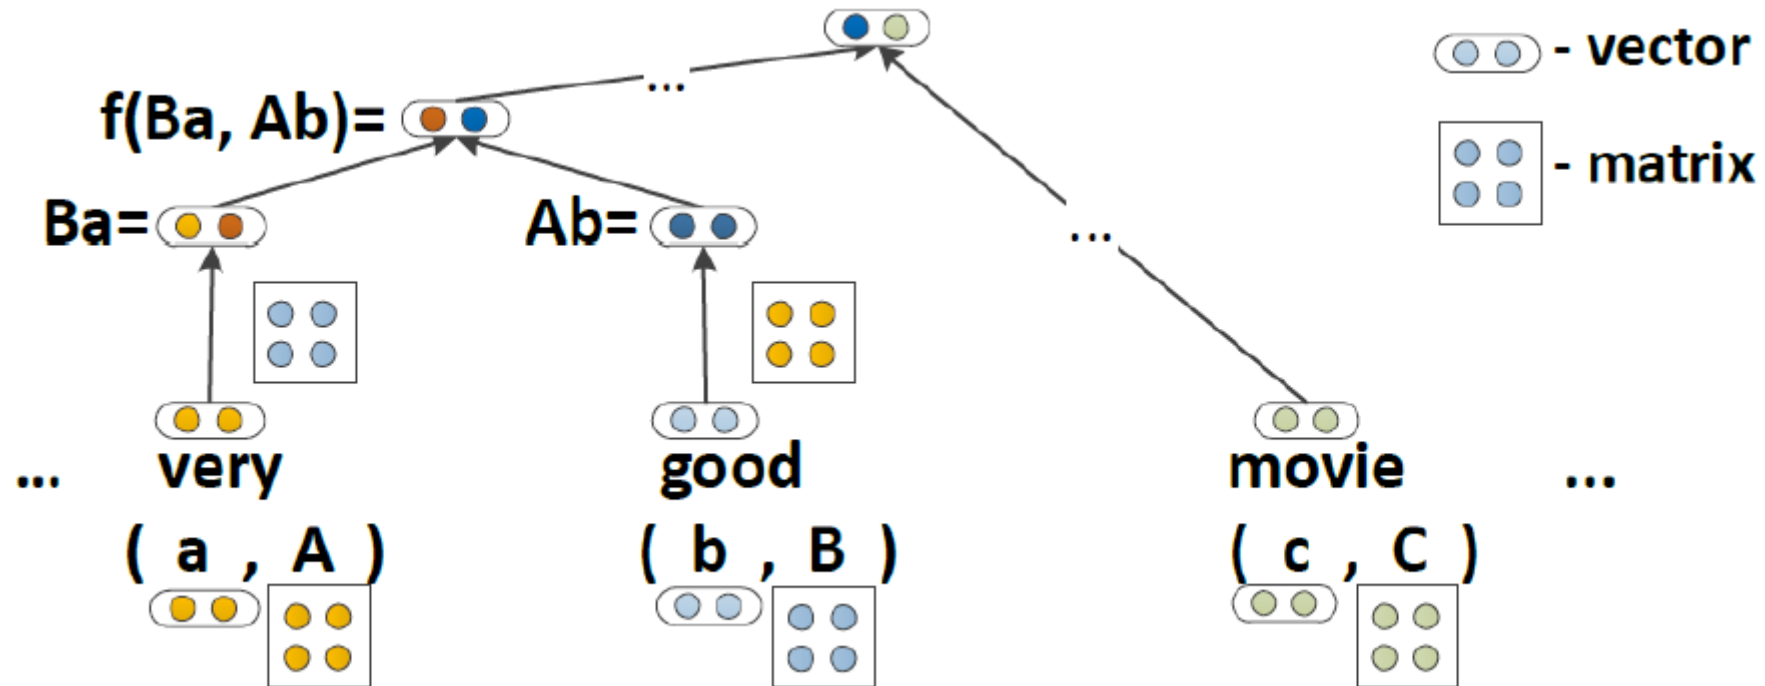 - vector
...
f(Ba, Ab)=
- matrix
Ba=
Ab=
...
... very good movie ...
( a , A ) ( b , B ) ( c , C )